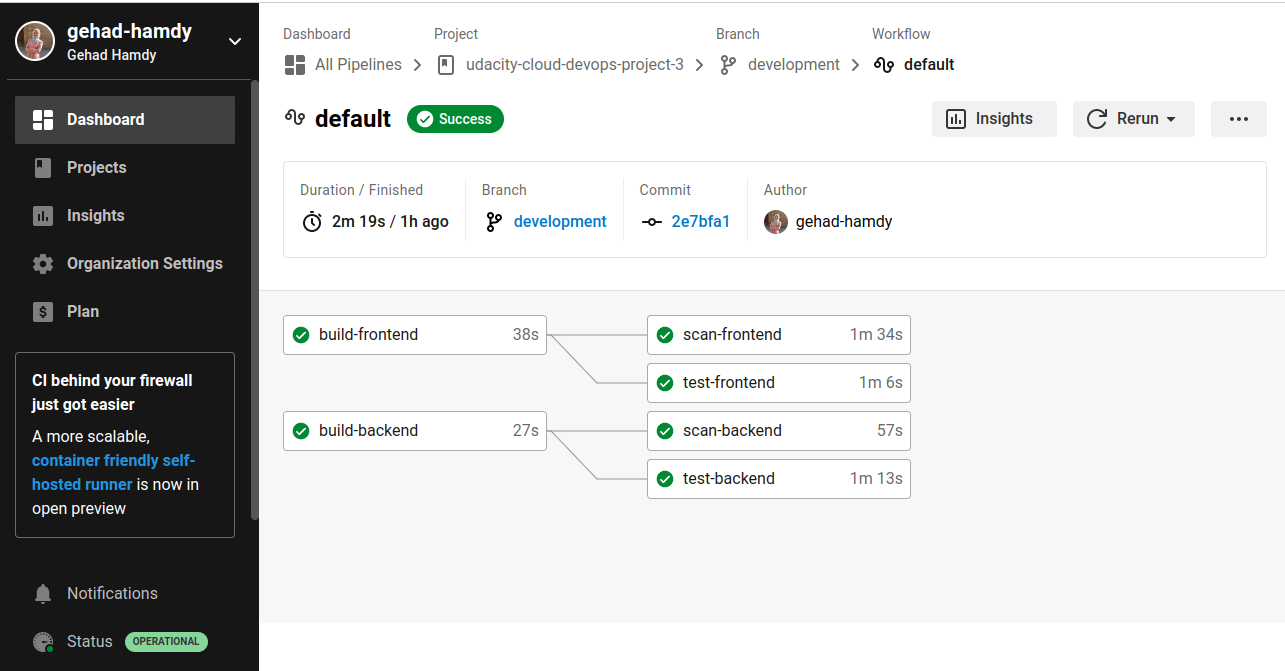 gehad-hamdy
Gehad Hamdy
Dashboard
Projects
Insights
Organization Settings
Plan
CI behind your firewall
just got easier
A more scalable,
container friendly self-
hosted runner is now in
open preview
Notifications
Status OPERATIONAL
Dashboard Project Branch Workflow
All Pipelines udacity-cloud-devops-project-3 development default
default Success Insights Rerun
Duration / Finished Branch Commit Author
2m 19s / 1h ago development 2e7bfa1 gehad-hamdy
build-frontend 38s scan-frontend 1m 34s
test-frontend 1m 6s
build-backend 27s scan-backend 57s
test-backend 1m 13s